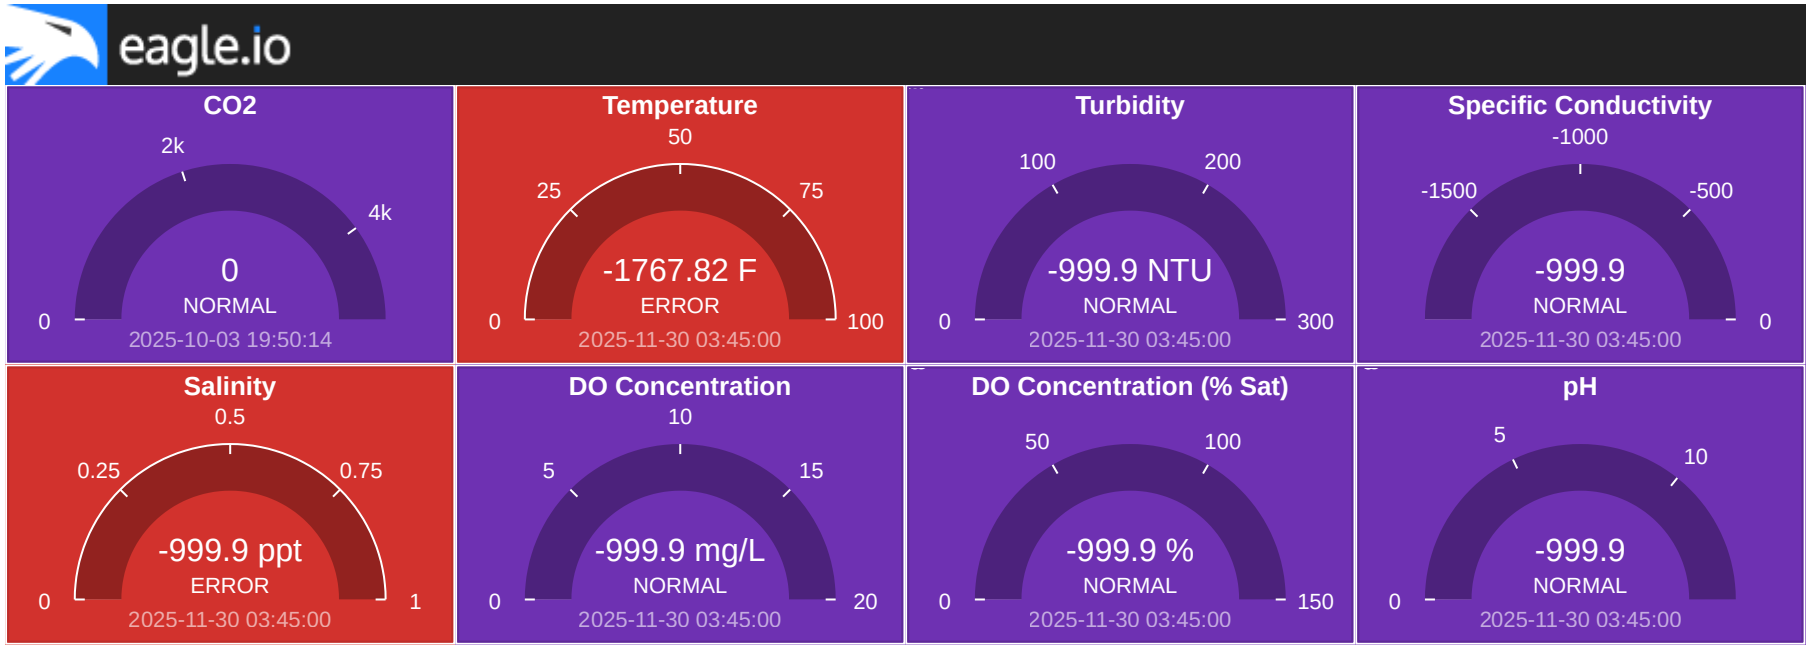 eagle.io
CO2
2k
4k
0
0
NORMAL
2025-10-03 19:50:14
Temperature
50
25
75
-1767.82 F
ERROR
0
100
2025-11-30 03:45:00
Turbidity
100
200
-999.9 NTU
NORMAL
0
300
2025-11-30 03:45:00
Specific Conductivity
-1000
-1500
-500
-999.9
NORMAL
0
2025-11-30 03:45:00
Salinity
0.5
0.25
0.75
-999.9 ppt
ERROR
0
1
2025-11-30 03:45:00
DO Concentration
10
5
15
-999.9 mg/L
NORMAL
0
20
2025-11-30 03:45:00
DO Concentration (% Sat)
50
100
-999.9 %
NORMAL
0
150
2025-11-30 03:45:00
pH
5
10
-999.9
NORMAL
0
2025-11-30 03:45:00